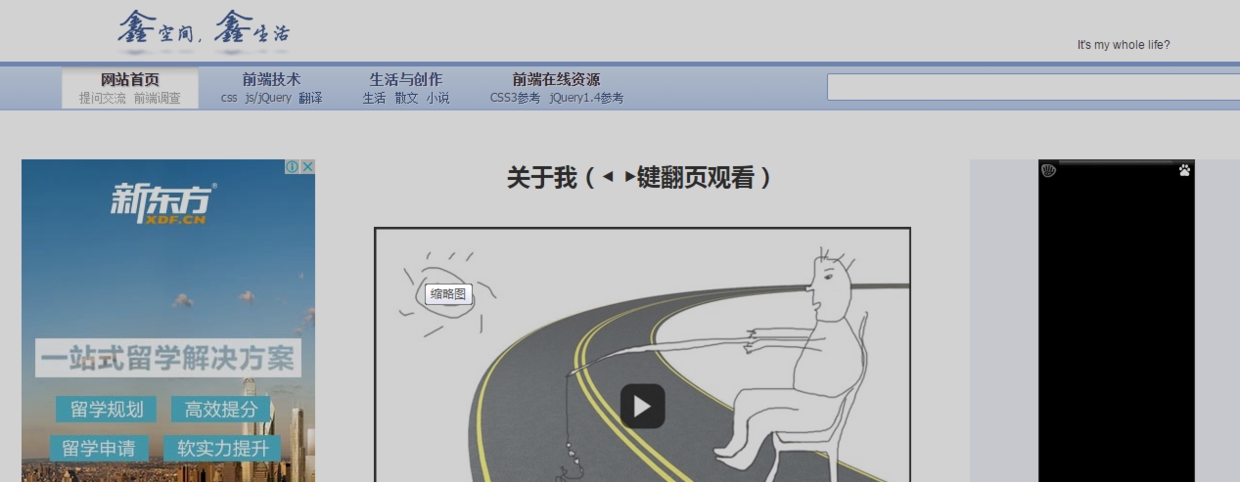 鑫空间，鑫生活
It's my whole life?
网站首页 前端技术 生活与创作 前端在线资源
提问交流 前端调查 css js/jQuery 翻译 生活 散文 小说 CSS3参考 jQuery1.4参考
新东方®
XDF.CN
一站式留学解决方案
留学规划 高效提分
留学申请 软实力提升
关于我（◄ ►键翻页观看）
缩略图